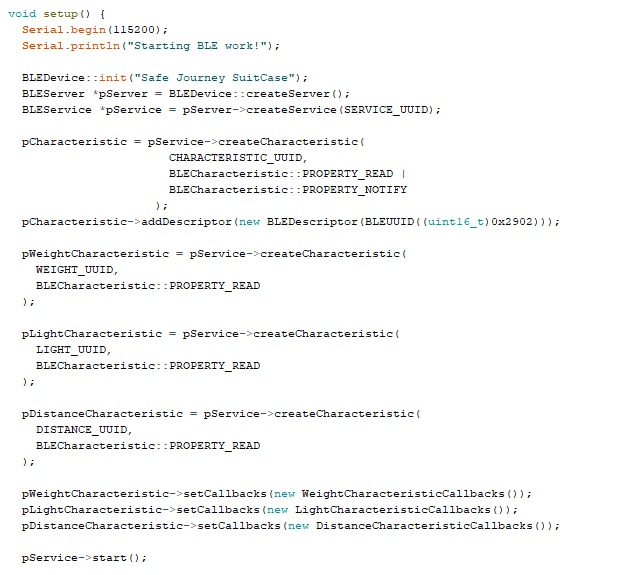 void setup() {
  Serial.begin(115200);
  Serial.println("Starting BLE work!");

  BLEDevice::init("Safe Journey SuitCase");
  BLEServer *pServer = BLEDevice::createServer();
  BLEService *pService = pServer->createService(SERVICE_UUID);

  pCharacteristic = pService->createCharacteristic(
                       CHARACTERISTIC_UUID,
                       BLECharacteristic::PROPERTY_READ |
                       BLECharacteristic::PROPERTY_NOTIFY
                     );
  pCharacteristic->addDescriptor(new BLEDescriptor(BLEUUID((uint16_t)0x2902)));

  pWeightCharacteristic = pService->createCharacteristic(
    WEIGHT_UUID,
    BLECharacteristic::PROPERTY_READ
  );

  pLightCharacteristic = pService->createCharacteristic(
    LIGHT_UUID,
    BLECharacteristic::PROPERTY_READ
  );

  pDistanceCharacteristic = pService->createCharacteristic(
    DISTANCE_UUID,
    BLECharacteristic::PROPERTY_READ
  );

  pWeightCharacteristic->setCallbacks(new WeightCharacteristicCallbacks());
  pLightCharacteristic->setCallbacks(new LightCharacteristicCallbacks());
  pDistanceCharacteristic->setCallbacks(new DistanceCharacteristicCallbacks());

  pService->start();